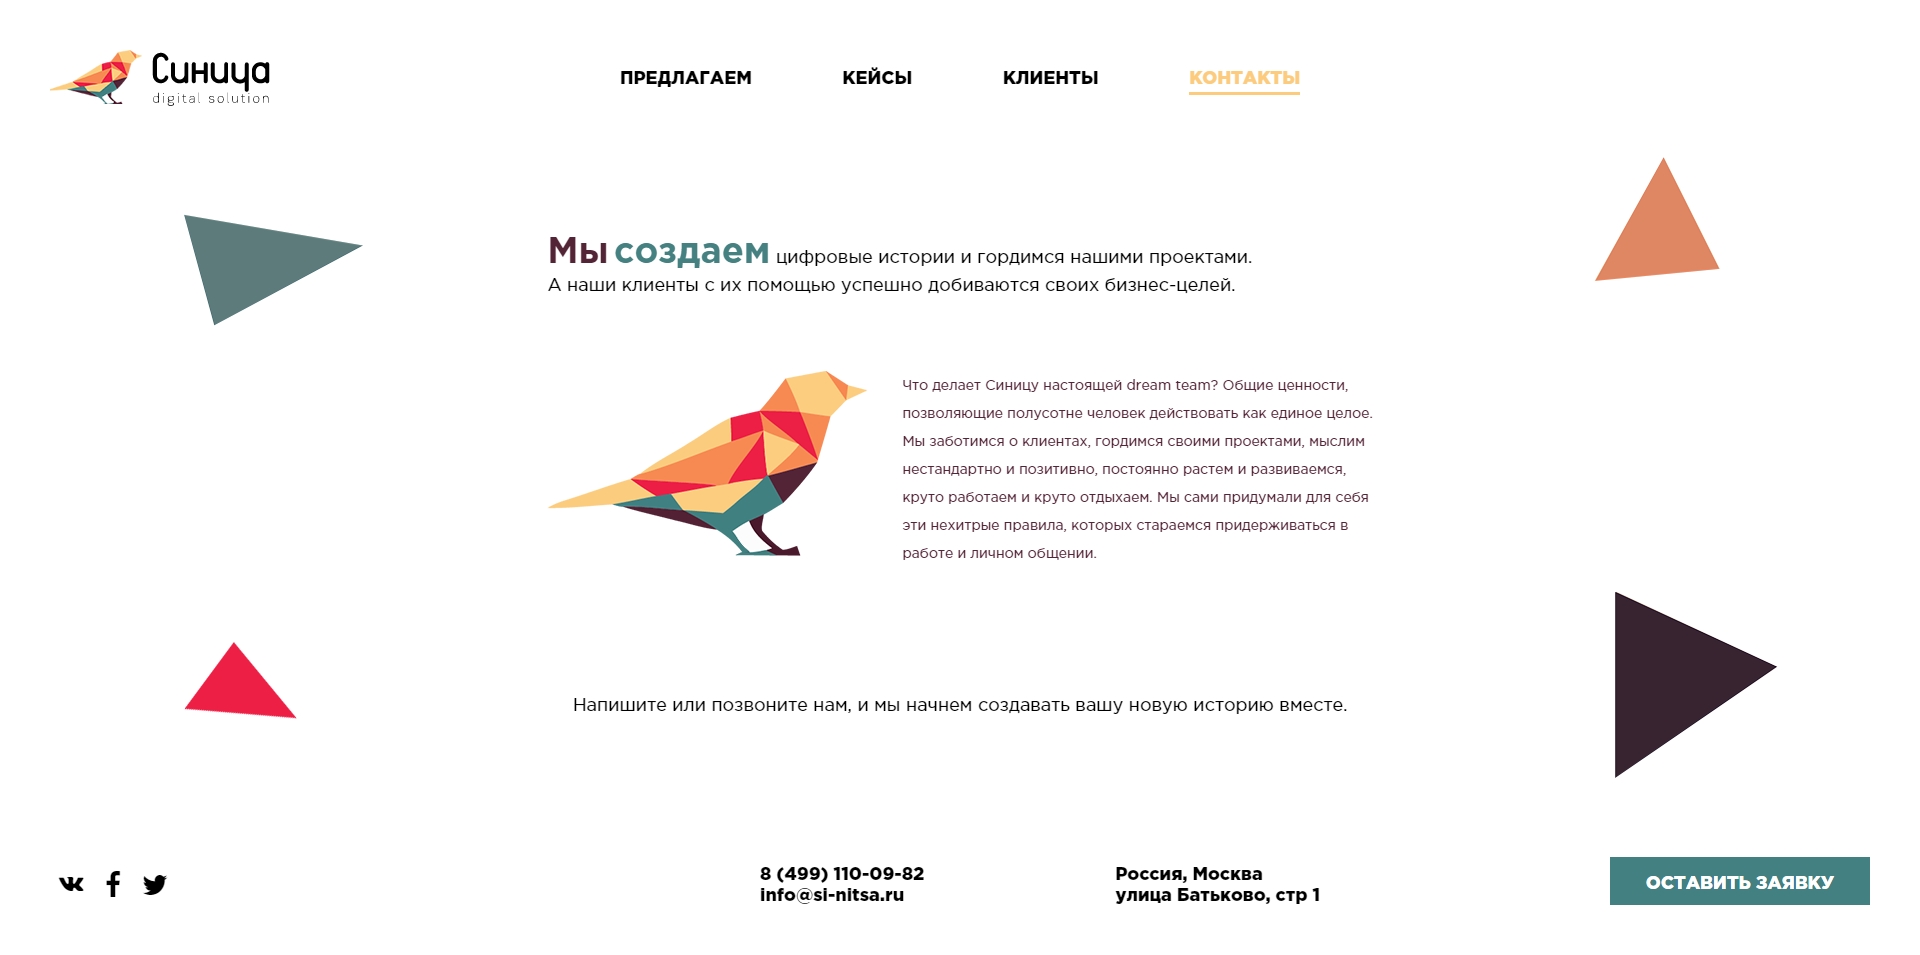 Синица
digital solution
ПРЕДЛАГАЕМ
КЕЙСЫ
КЛИЕНТЫ
КОНТАКТЫ
Мы создаем цифровые истории и гордимся нашими проектами.
А наши клиенты с их помощью успешно добиваются своих бизнес-целей.
Что делает Синицу настоящей dream team? Общие ценности,
позволяющие полусотне человек действовать как единое целое.
Мы заботимся о клиентах, гордимся своими проектами, мыслим
нестандартно и позитивно, постоянно растем и развиваемся,
круто работаем и круто отдыхаем. Мы сами придумали для себя
эти нехитрые правила, которых стараемся придерживаться в
работе и личном общении.
Напишите или позвоните нам, и мы начнем создавать вашу новую историю вместе.
8 (499) 110-09-82
info@si-nitsa.ru
Россия, Москва
улица Батьково, стр 1
ОСТАВИТЬ ЗАЯВКУ